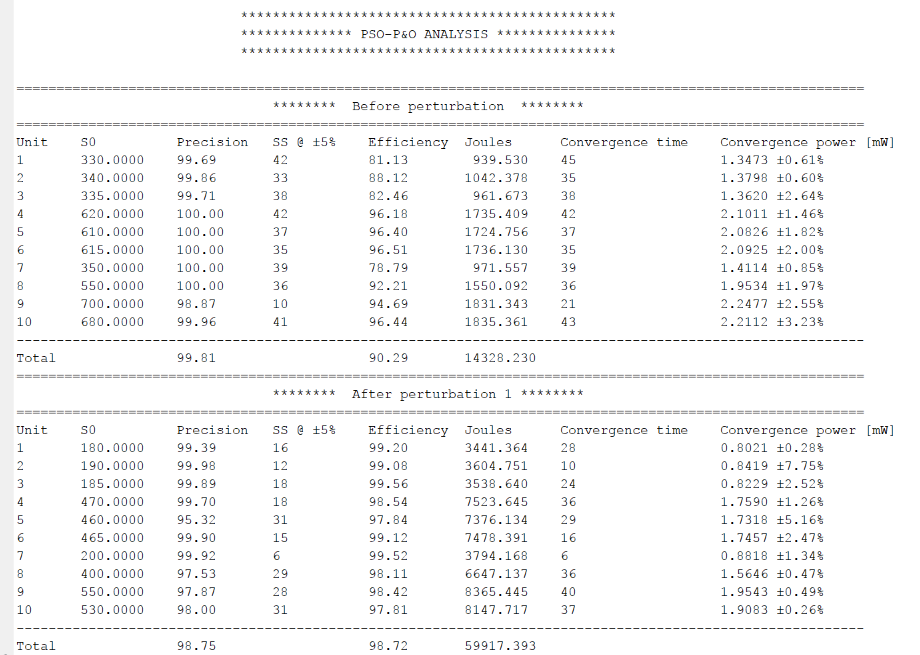 ***********************************************
************** PSO-P&O ANALYSIS ***************
***********************************************
==========================================================================================================
******** Before perturbation ********
==========================================================================================================
Unit S0 Precision SS @ ±5% Efficiency Joules Convergence time Convergence power [mW]
1 330.0000 99.69 42 81.13 939.530 45 1.3473 ±0.61%
2 340.0000 99.86 33 88.12 1042.378 35 1.3798 ±0.60%
3 335.0000 99.71 38 82.46 961.673 38 1.3620 ±2.64%
4 620.0000 100.00 42 96.18 1735.409 42 2.1011 ±1.46%
5 610.0000 100.00 37 96.40 1724.756 37 2.0826 ±1.82%
6 615.0000 100.00 35 96.51 1736.130 35 2.0925 ±2.00%
7 350.0000 100.00 39 78.79 971.557 39 1.4114 ±0.85%
8 550.0000 100.00 36 92.21 1550.092 36 1.9534 ±1.97%
9 700.0000 98.87 10 94.69 1831.343 21 2.2477 ±2.55%
10 680.0000 99.96 41 96.44 1835.361 43 2.2112 ±3.23%
----------------------------------------------------------------------------------------------------------
Total 99.81 90.29 14328.230
==========================================================================================================
******** After perturbation 1 ********
==========================================================================================================
Unit S0 Precision SS @ ±5% Efficiency Joules Convergence time Convergence power [mW]
1 180.0000 99.39 16 99.20 3441.364 28 0.8021 ±0.28%
2 190.0000 99.98 12 99.08 3604.751 10 0.8419 ±7.75%
3 185.0000 99.89 18 99.56 3538.640 24 0.8229 ±2.52%
4 470.0000 99.70 18 98.54 7523.645 36 1.7590 ±1.26%
5 460.0000 95.32 31 97.84 7376.134 29 1.7318 ±5.16%
6 465.0000 99.90 15 99.12 7478.391 16 1.7457 ±2.47%
7 200.0000 99.92 6 99.52 3794.168 6 0.8818 ±1.34%
8 400.0000 97.53 29 98.11 6647.137 36 1.5646 ±0.47%
9 550.0000 97.87 28 98.42 8365.445 40 1.9543 ±0.49%
10 530.0000 98.00 31 97.81 8147.717 37 1.9083 ±0.26%
----------------------------------------------------------------------------------------------------------
Total 98.75 98.72 59917.393